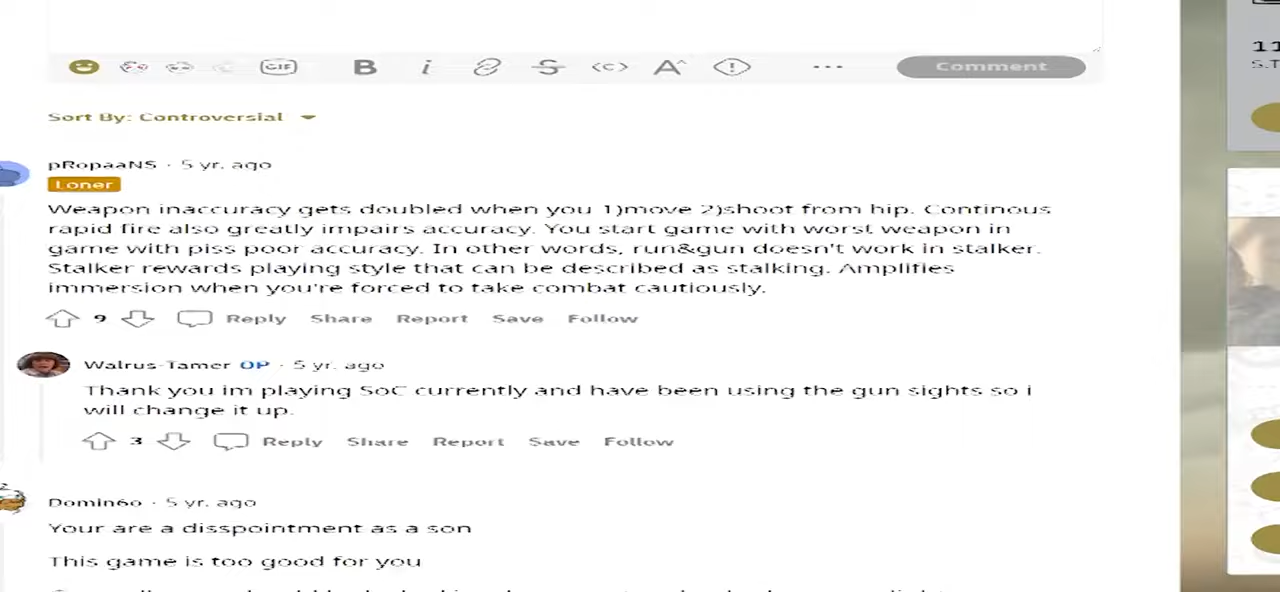 GIF B i S <c> A^ ... Comment
11
S.T
Sort By: Controversial
pRopaaNS · 5 yr. ago
Loner
Weapon inaccuracy gets doubled when you 1)move 2)shoot from hip. Continous
rapid fire also greatly impairs accuracy. You start game with worst weapon in
game with piss poor accuracy. In other words, run&gun doesn't work in stalker.
Stalker rewards playing style that can be described as stalking. Amplifies
immersion when you're forced to take combat cautiously.
9 Reply Share Report Save Follow
Walrus-Tamer OP · 5 yr. ago
Thank you im playing SoC currently and have been using the gun sights so i
will change it up.
3 Reply Share Report Save Follow
Domin6o · 5 yr. ago
Your are a disspointment as a son
This game is too good for you